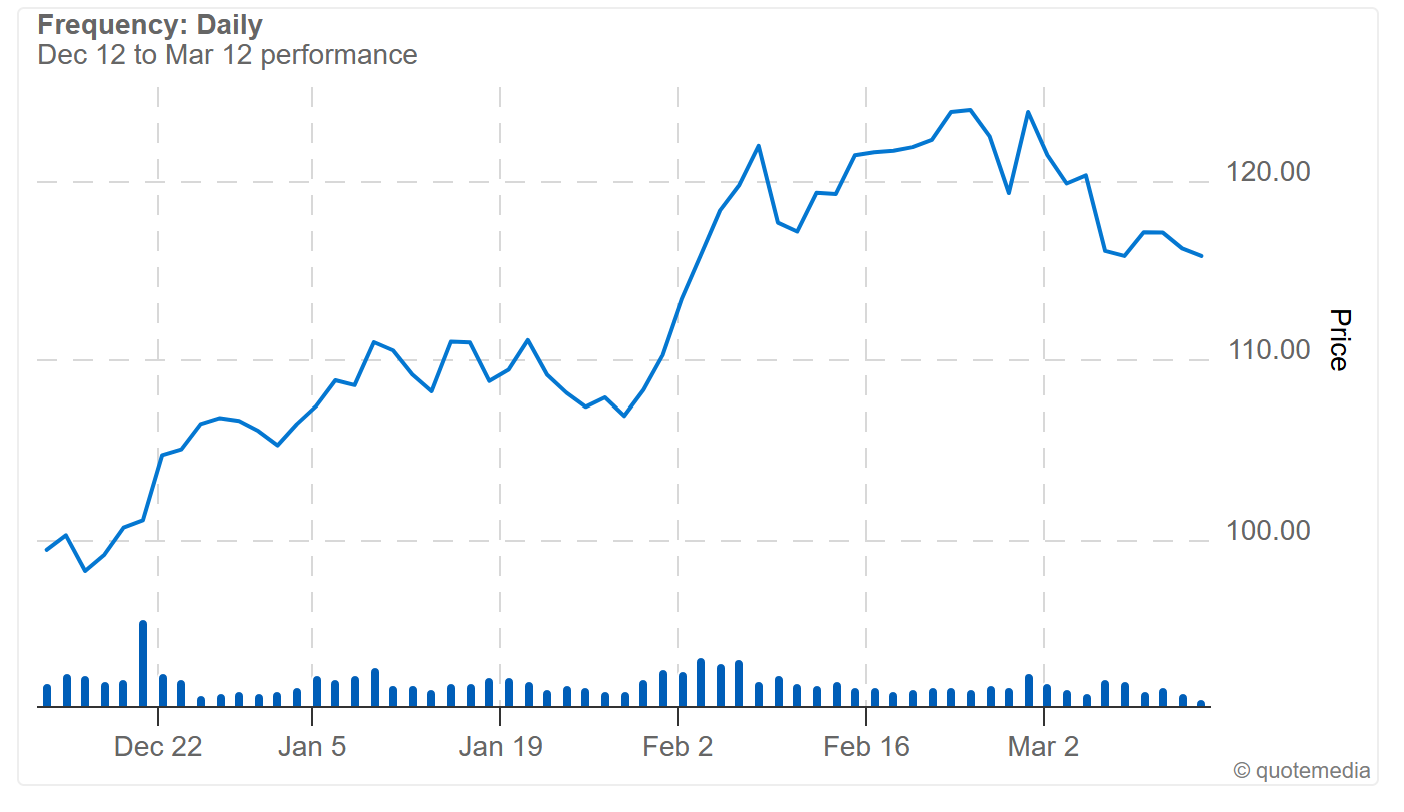 Frequency: Daily
Dec 12 to Mar 12 performance
120.00
110.00
100.00
Price
Dec 22 Jan 5 Jan 19 Feb 2 Feb 16 Mar 2
© quotemedia